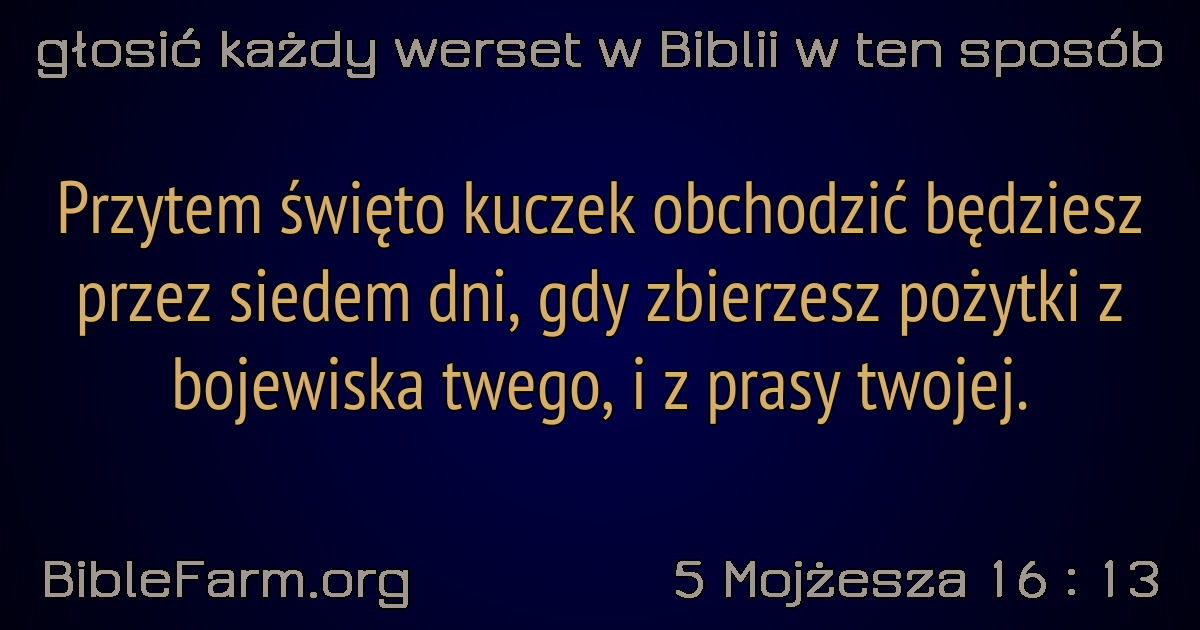 głosić każdy werset w Biblii w ten sposób
Przytem święto kuczek obchodzić będziesz
przez siedem dni, gdy zbierzesz pożytki z
bojewiska twego, i z prasy twojej.
BibleFarm.org
5 Mojżesza 16 : 13